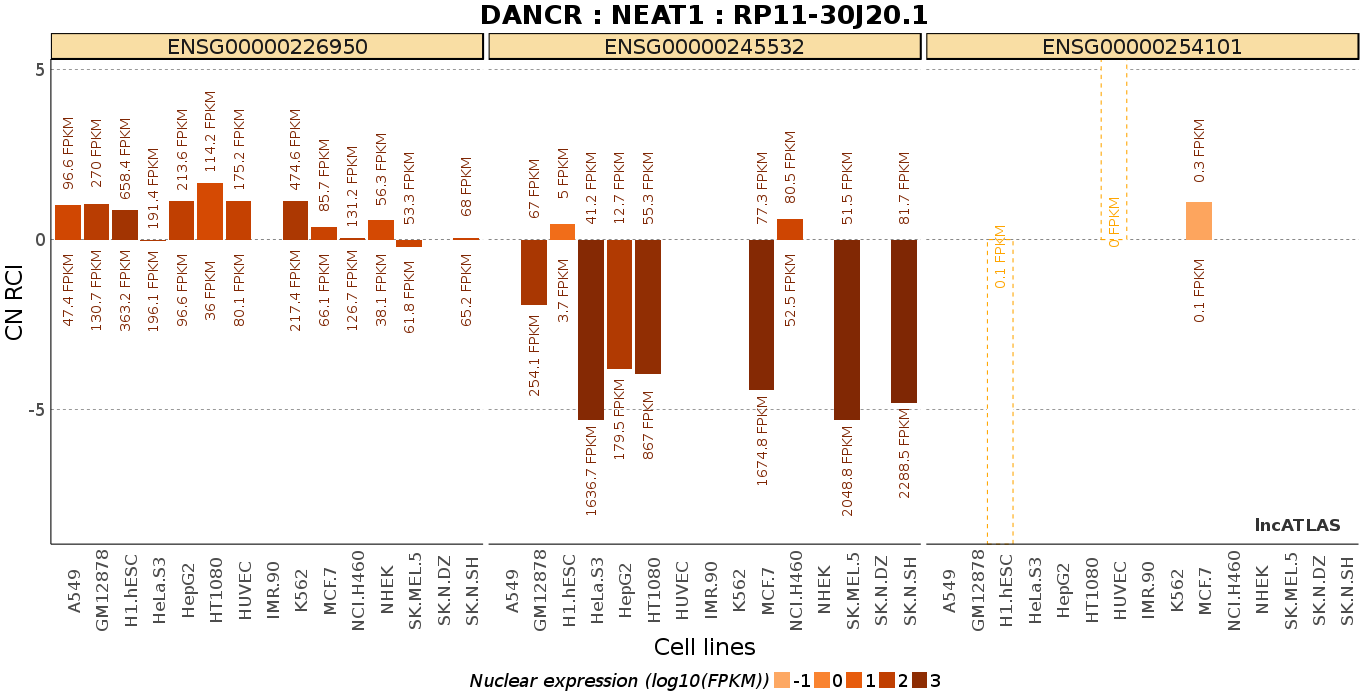 DANCR : NEAT1 : RP11-30J20.1
ENSG00000226950
ENSG00000245532
ENSG00000254101
CN RCI
5
0
-5
96.6 FPKM
270 FPKM
658.4 FPKM
191.4 FPKM
213.6 FPKM
114.2 FPKM
175.2 FPKM
474.6 FPKM
85.7 FPKM
131.2 FPKM
56.3 FPKM
53.3 FPKM
68 FPKM
47.4 FPKM
130.7 FPKM
363.2 FPKM
196.1 FPKM
96.6 FPKM
36 FPKM
80.1 FPKM
217.4 FPKM
66.1 FPKM
126.7 FPKM
38.1 FPKM
61.8 FPKM
65.2 FPKM
67 FPKM
5 FPKM
41.2 FPKM
12.7 FPKM
55.3 FPKM
77.3 FPKM
80.5 FPKM
51.5 FPKM
81.7 FPKM
254.1 FPKM
3.7 FPKM
1636.7 FPKM
179.5 FPKM
867 FPKM
1674.8 FPKM
52.5 FPKM
2048.8 FPKM
2288.5 FPKM
0.1 FPKM
0 FPKM
0.3 FPKM
0.1 FPKM
lncATLAS
A549
GM12878
H1.hESC
HeLa.S3
HepG2
HT1080
HUVEC
IMR.90
K562
MCF.7
NCI.H460
NHEK
SK.MEL.5
SK.N.DZ
SK.N.SH
A549
GM12878
H1.hESC
HeLa.S3
HepG2
HT1080
HUVEC
IMR.90
K562
MCF.7
NCI.H460
NHEK
SK.MEL.5
SK.N.DZ
SK.N.SH
A549
GM12878
H1.hESC
HeLa.S3
HepG2
HT1080
HUVEC
IMR.90
K562
MCF.7
NCI.H460
NHEK
SK.MEL.5
SK.N.DZ
SK.N.SH
Cell lines
Nuclear expression (log10(FPKM)) -1 0 1 2 3